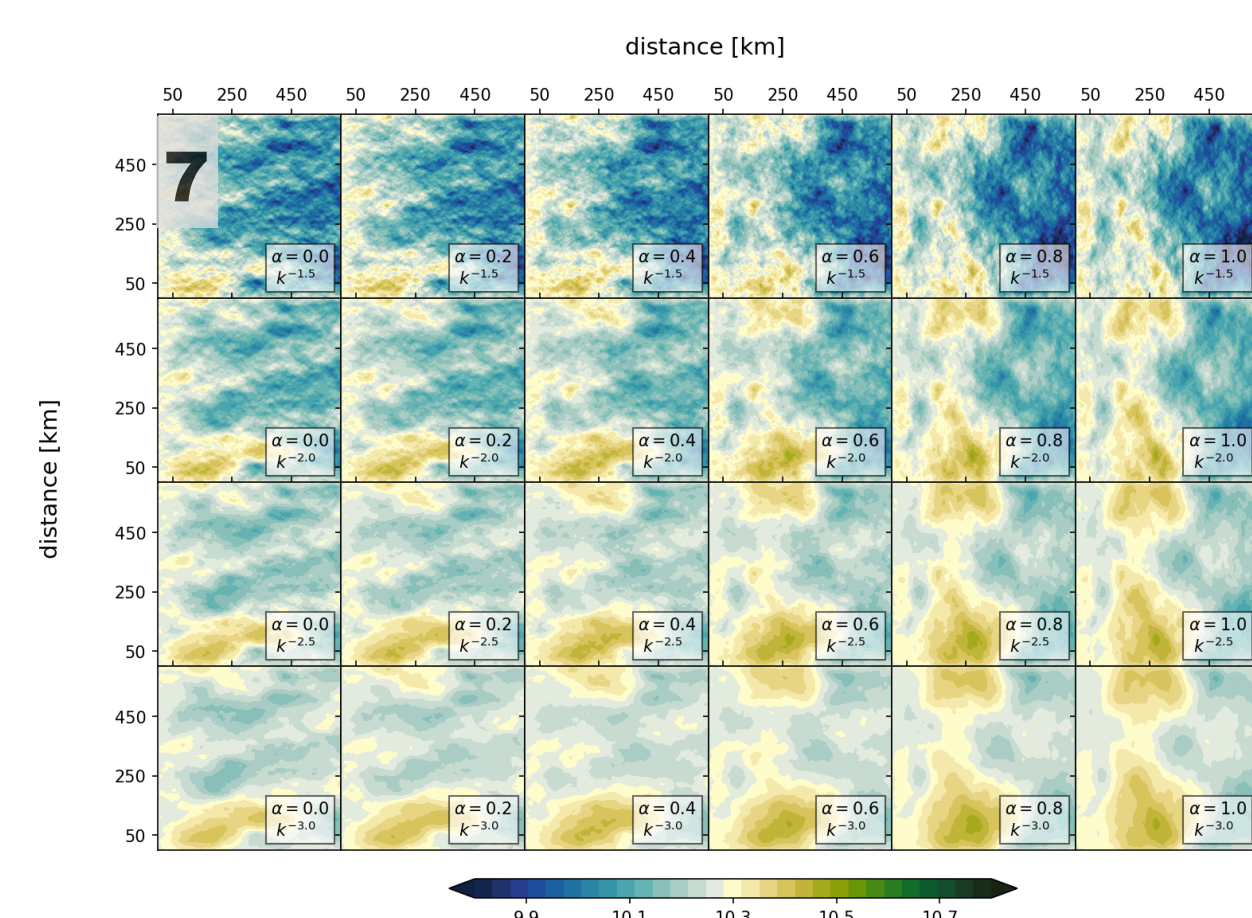 distance [km]
50 250 450 50 250 450 50 250 450 50 250 450 50 250 450 50 250 450
7
450
250
50
α = 0.0 α = 0.2 α = 0.4 α = 0.6 α = 0.8 α = 1.0
k^-1.5 k^-1.5 k^-1.5 k^-1.5 k^-1.5 k^-1.5
450
250
50
α = 0.0 α = 0.2 α = 0.4 α = 0.6 α = 0.8 α = 1.0
k^-2.0 k^-2.0 k^-2.0 k^-2.0 k^-2.0 k^-2.0
distance [km]
450
250
50
α = 0.0 α = 0.2 α = 0.4 α = 0.6 α = 0.8 α = 1.0
k^-2.5 k^-2.5 k^-2.5 k^-2.5 k^-2.5 k^-2.5
450
250
50
α = 0.0 α = 0.2 α = 0.4 α = 0.6 α = 0.8 α = 1.0
k^-3.0 k^-3.0 k^-3.0 k^-3.0 k^-3.0 k^-3.0
9.9 10.1 10.3 10.5 10.7